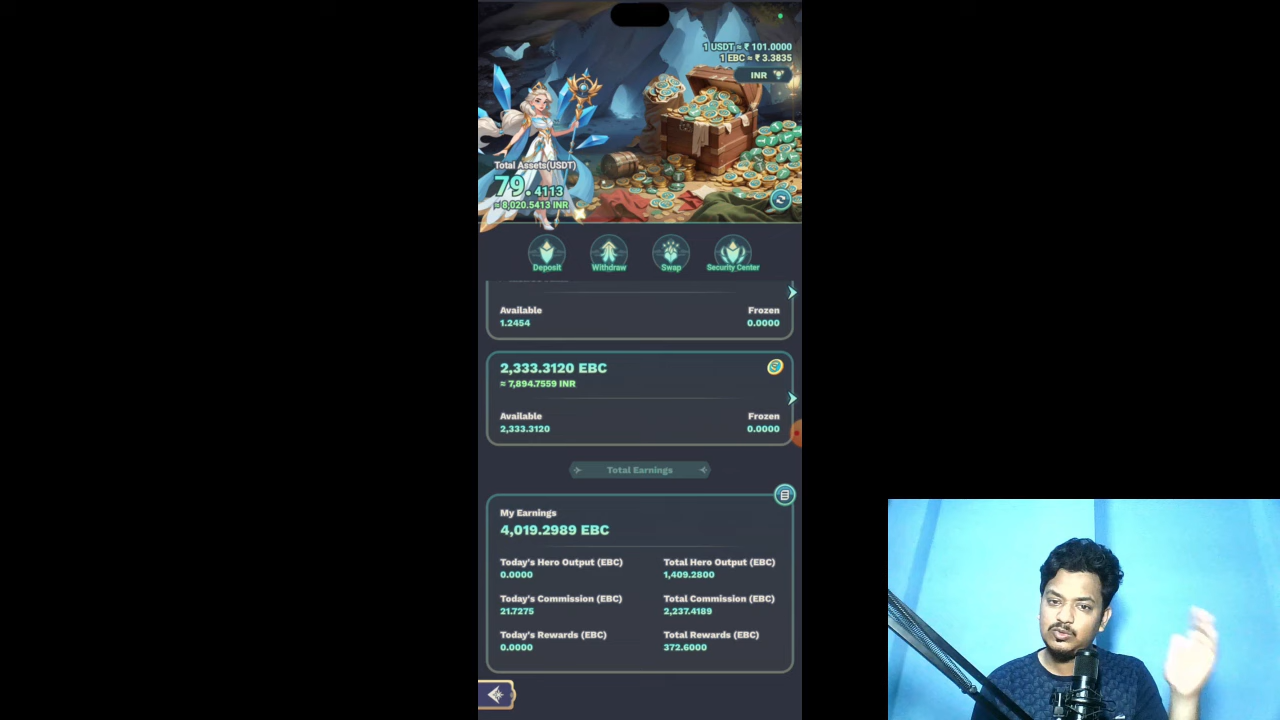 1 USDT ≈ ₹ 101.0000
1 EBC ≈ ₹ 3.3835
INR
Total Assets(USDT)
79.4113
≈ 8,020.5413 INR
Deposit
Withdraw
Swap
Security Center
Available
Frozen
1.2454
0.0000
2,333.3120 EBC
≈ 7,894.7559 INR
Available
Frozen
2,333.3120
0.0000
Total Earnings
My Earnings
4,019.2989 EBC
Today's Hero Output (EBC)
Total Hero Output (EBC)
0.0000
1,409.2800
Today's Commission (EBC)
Total Commission (EBC)
21.7275
2,237.4189
Today's Rewards (EBC)
Total Rewards (EBC)
0.0000
372.6000